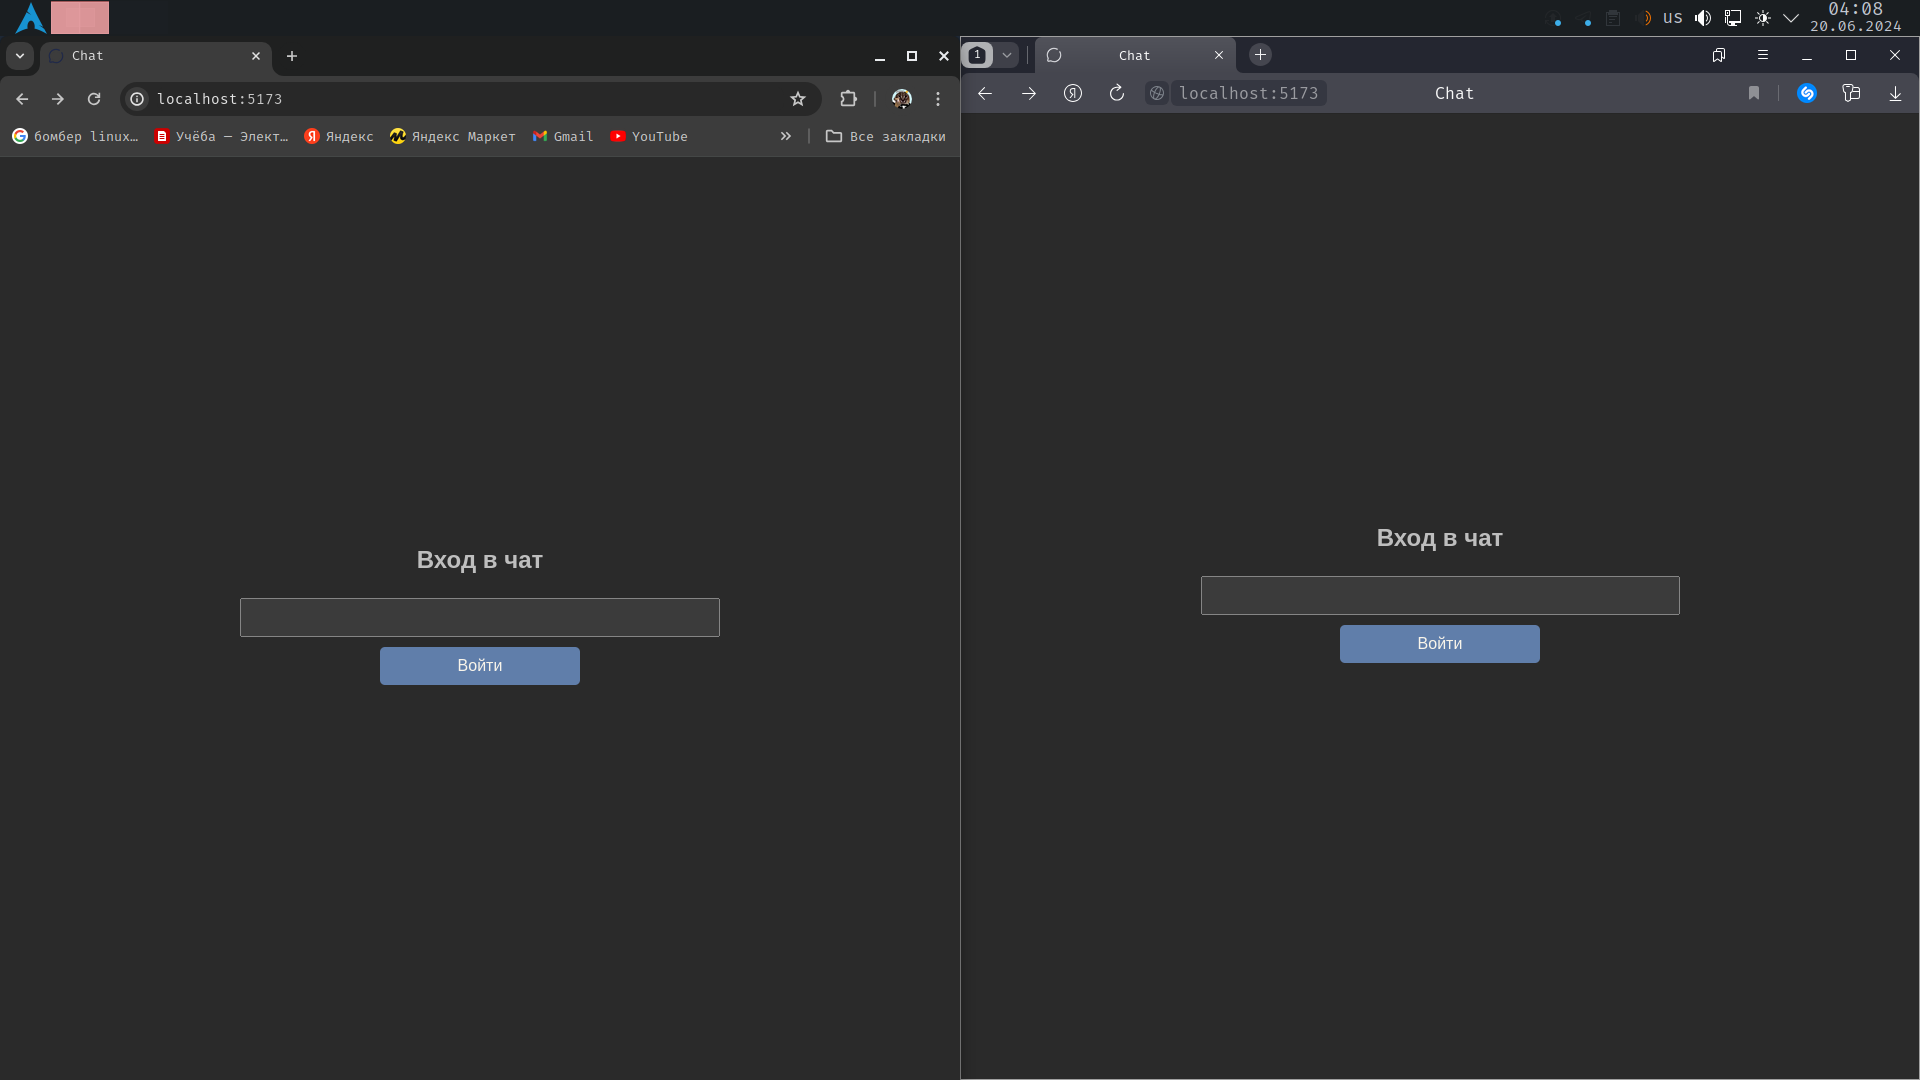 us
04:08
20.06.2024
Chat
localhost:5173
бомбер linux…
Учёба — Элект…
Яндекс
Яндекс Маркет
Gmail
YouTube
»
Все закладки
Вход в чат
Войти
1
Chat
Я
localhost:5173
Chat
Вход в чат
Войти